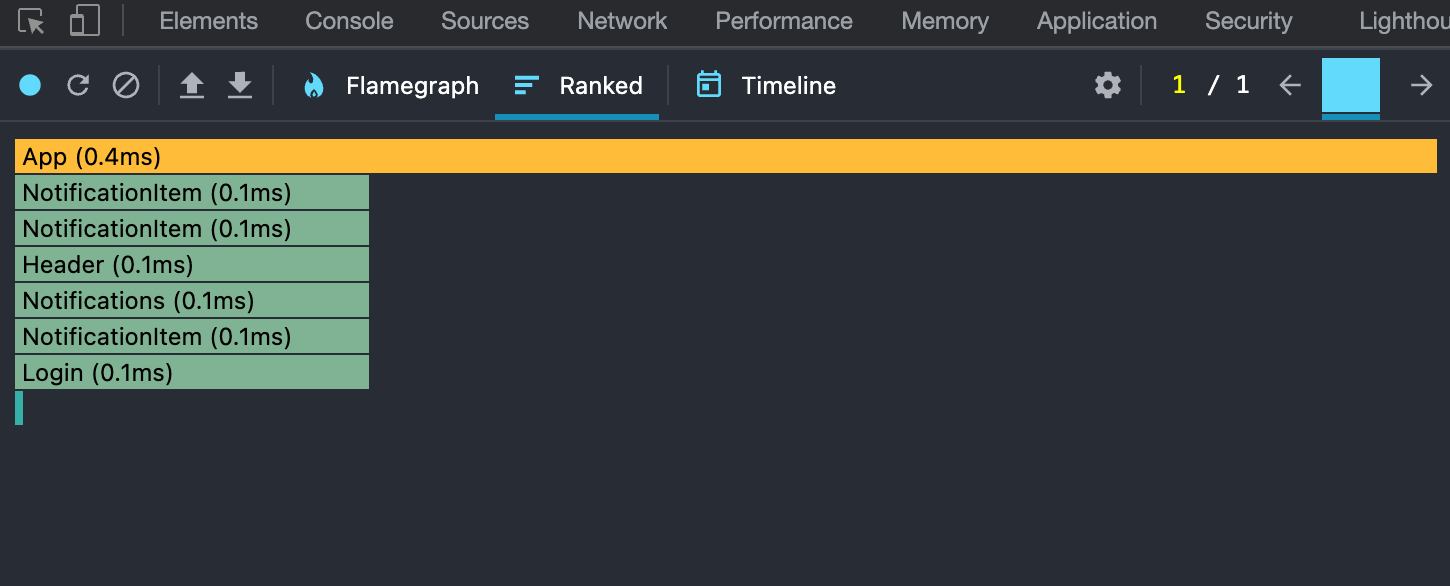 Elements Console Sources Network Performance Memory Application Security Lighthou
Flamegraph Ranked Timeline 1 / 1
App (0.4ms)
NotificationItem (0.1ms)
NotificationItem (0.1ms)
Header (0.1ms)
Notifications (0.1ms)
NotificationItem (0.1ms)
Login (0.1ms)